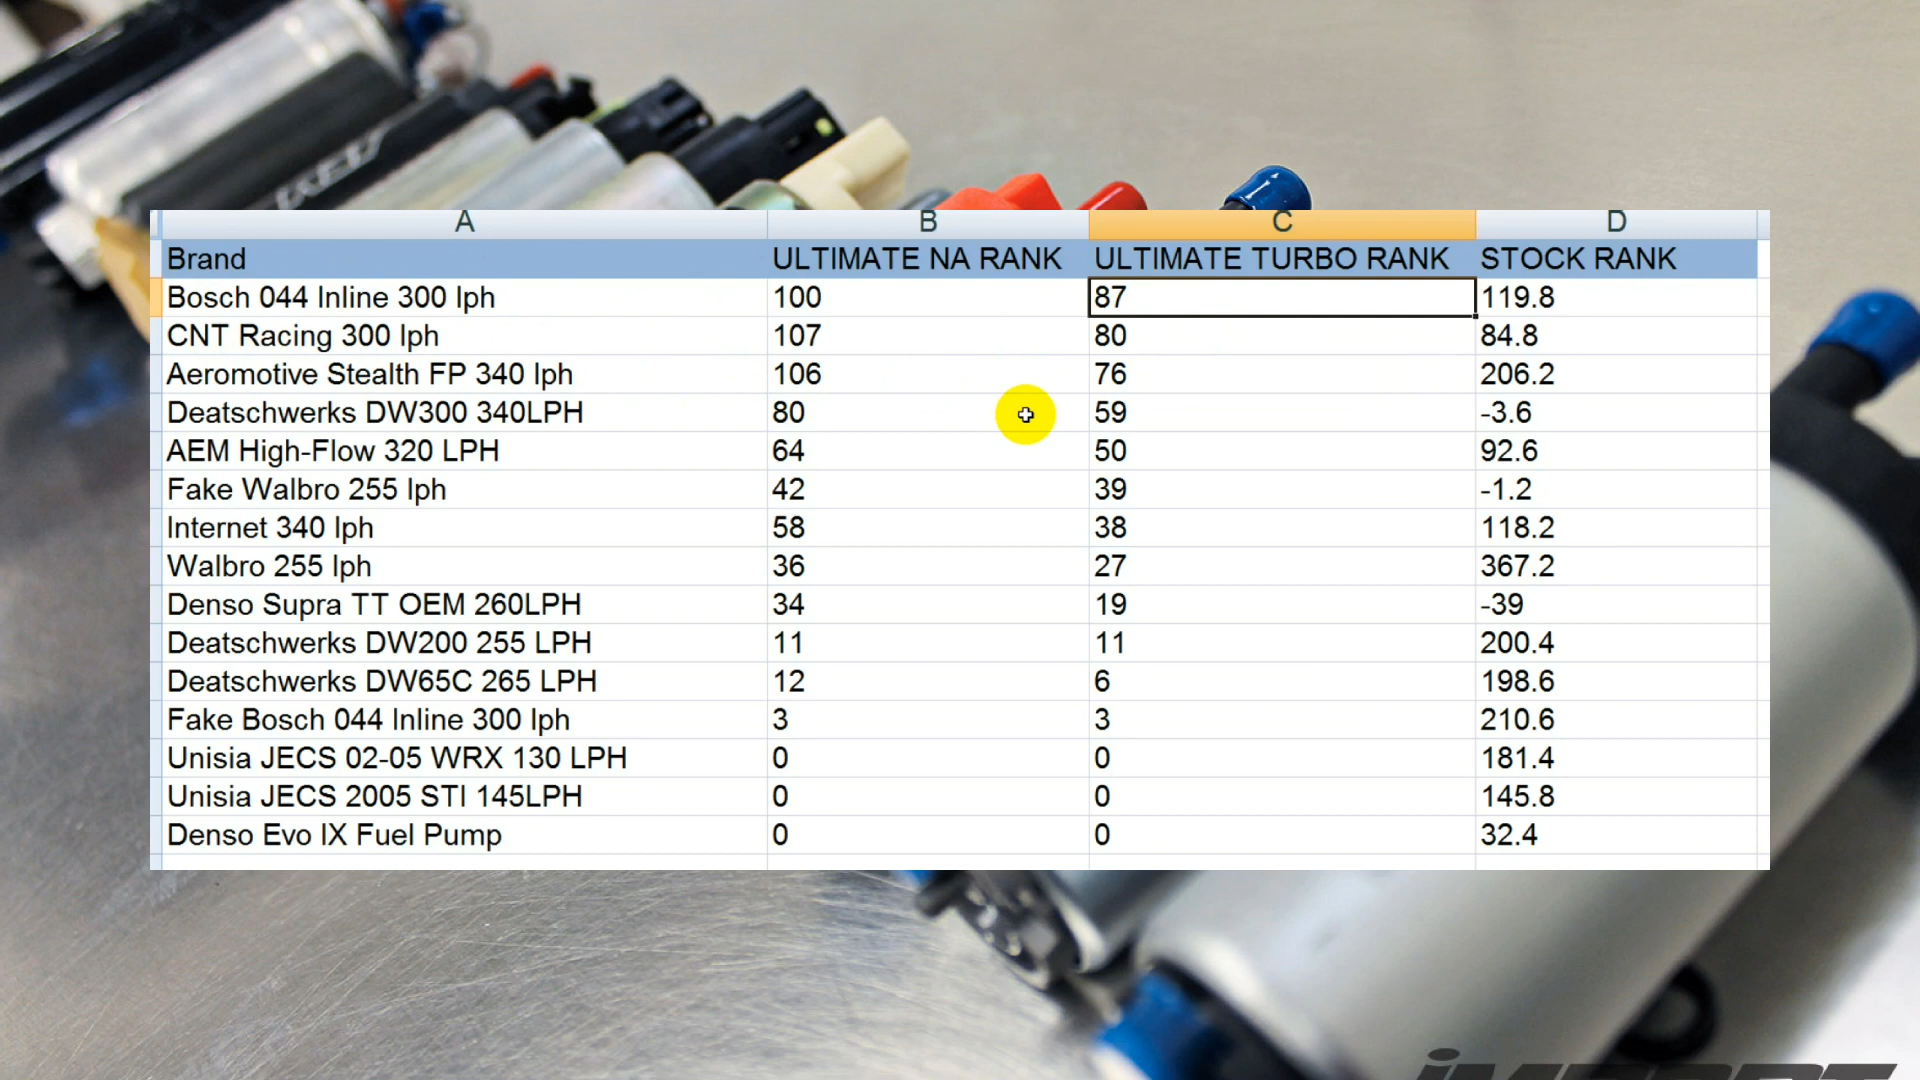 A B C D
Brand ULTIMATE NA RANK ULTIMATE TURBO RANK STOCK RANK
Bosch 044 Inline 300 lph 100 87 119.8
CNT Racing 300 lph 107 80 84.8
Aeromotive Stealth FP 340 lph 106 76 206.2
Deatschwerks DW300 340LPH 80 59 -3.6
AEM High-Flow 320 LPH 64 50 92.6
Fake Walbro 255 lph 42 39 -1.2
Internet 340 lph 58 38 118.2
Walbro 255 lph 36 27 367.2
Denso Supra TT OEM 260LPH 34 19 -39
Deatschwerks DW200 255 LPH 11 11 200.4
Deatschwerks DW65C 265 LPH 12 6 198.6
Fake Bosch 044 Inline 300 lph 3 3 210.6
Unisia JECS 02-05 WRX 130 LPH 0 0 181.4
Unisia JECS 2005 STI 145LPH 0 0 145.8
Denso Evo IX Fuel Pump 0 0 32.4